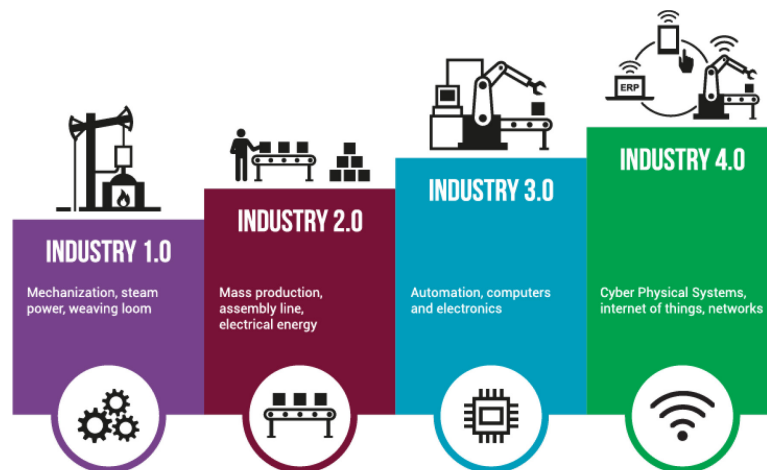 ERP
INDUSTRY 1.0
Mechanization, steam
power, weaving loom
INDUSTRY 2.0
Mass production,
assembly line,
electrical energy
INDUSTRY 3.0
Automation, computers
and electronics
INDUSTRY 4.0
Cyber Physical Systems,
internet of things, networks